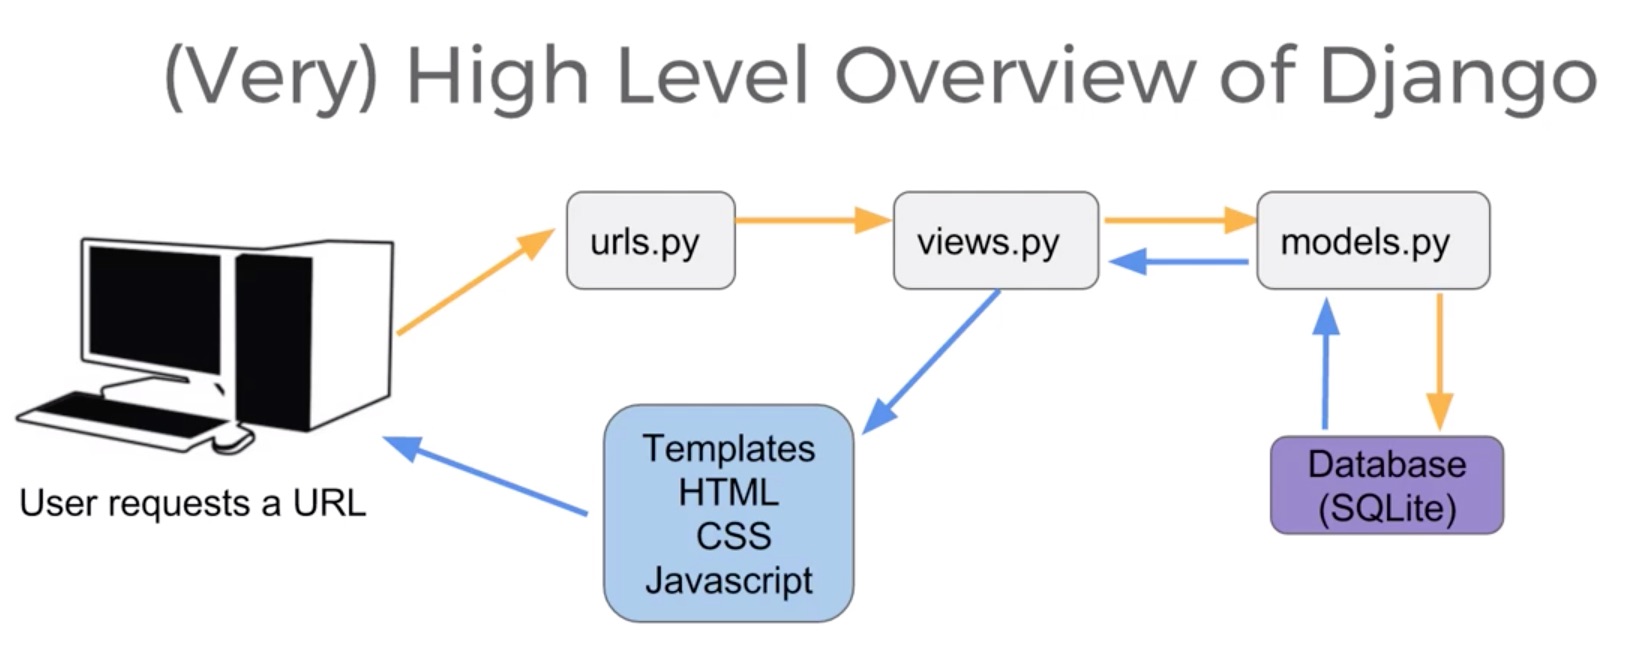 (Very) High Level Overview of Django
urls.py
views.py
models.py
User requests a URL
Templates
HTML
CSS
Javascript
Database
(SQLite)